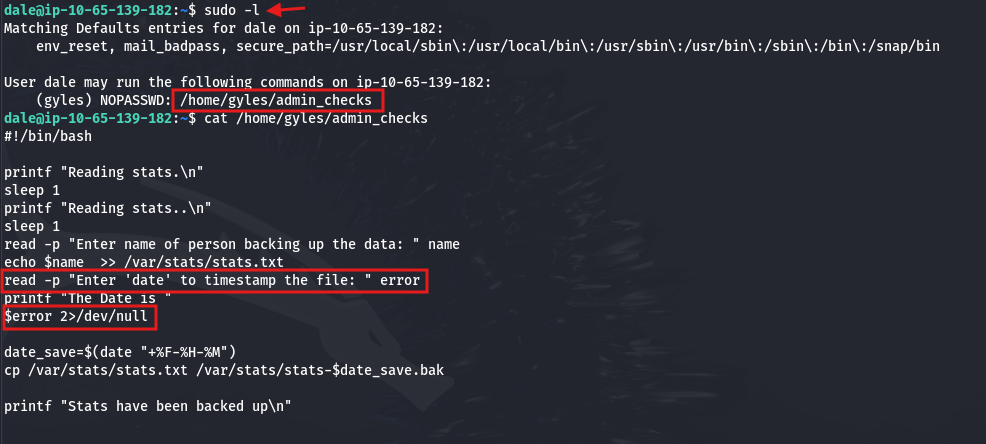 dale@ip-10-65-139-182:~$ sudo -l
Matching Defaults entries for dale on ip-10-65-139-182:
    env_reset, mail_badpass, secure_path=/usr/local/sbin\:/usr/local/bin\:/usr/sbin\:/usr/bin\:/sbin\:/bin\:/snap/bin

User dale may run the following commands on ip-10-65-139-182:
    (gyles) NOPASSWD: /home/gyles/admin_checks
dale@ip-10-65-139-182:~$ cat /home/gyles/admin_checks
#!/bin/bash

printf "Reading stats.\n"
sleep 1
printf "Reading stats..\n"
sleep 1
read -p "Enter name of person backing up the data: " name
echo $name  >> /var/stats/stats.txt
read -p "Enter 'date' to timestamp the file: " error
printf "The Date is "
$error 2>/dev/null

date_save=$(date "+%F-%H-%M")
cp /var/stats/stats.txt /var/stats/stats-$date_save.bak

printf "Stats have been backed up\n"